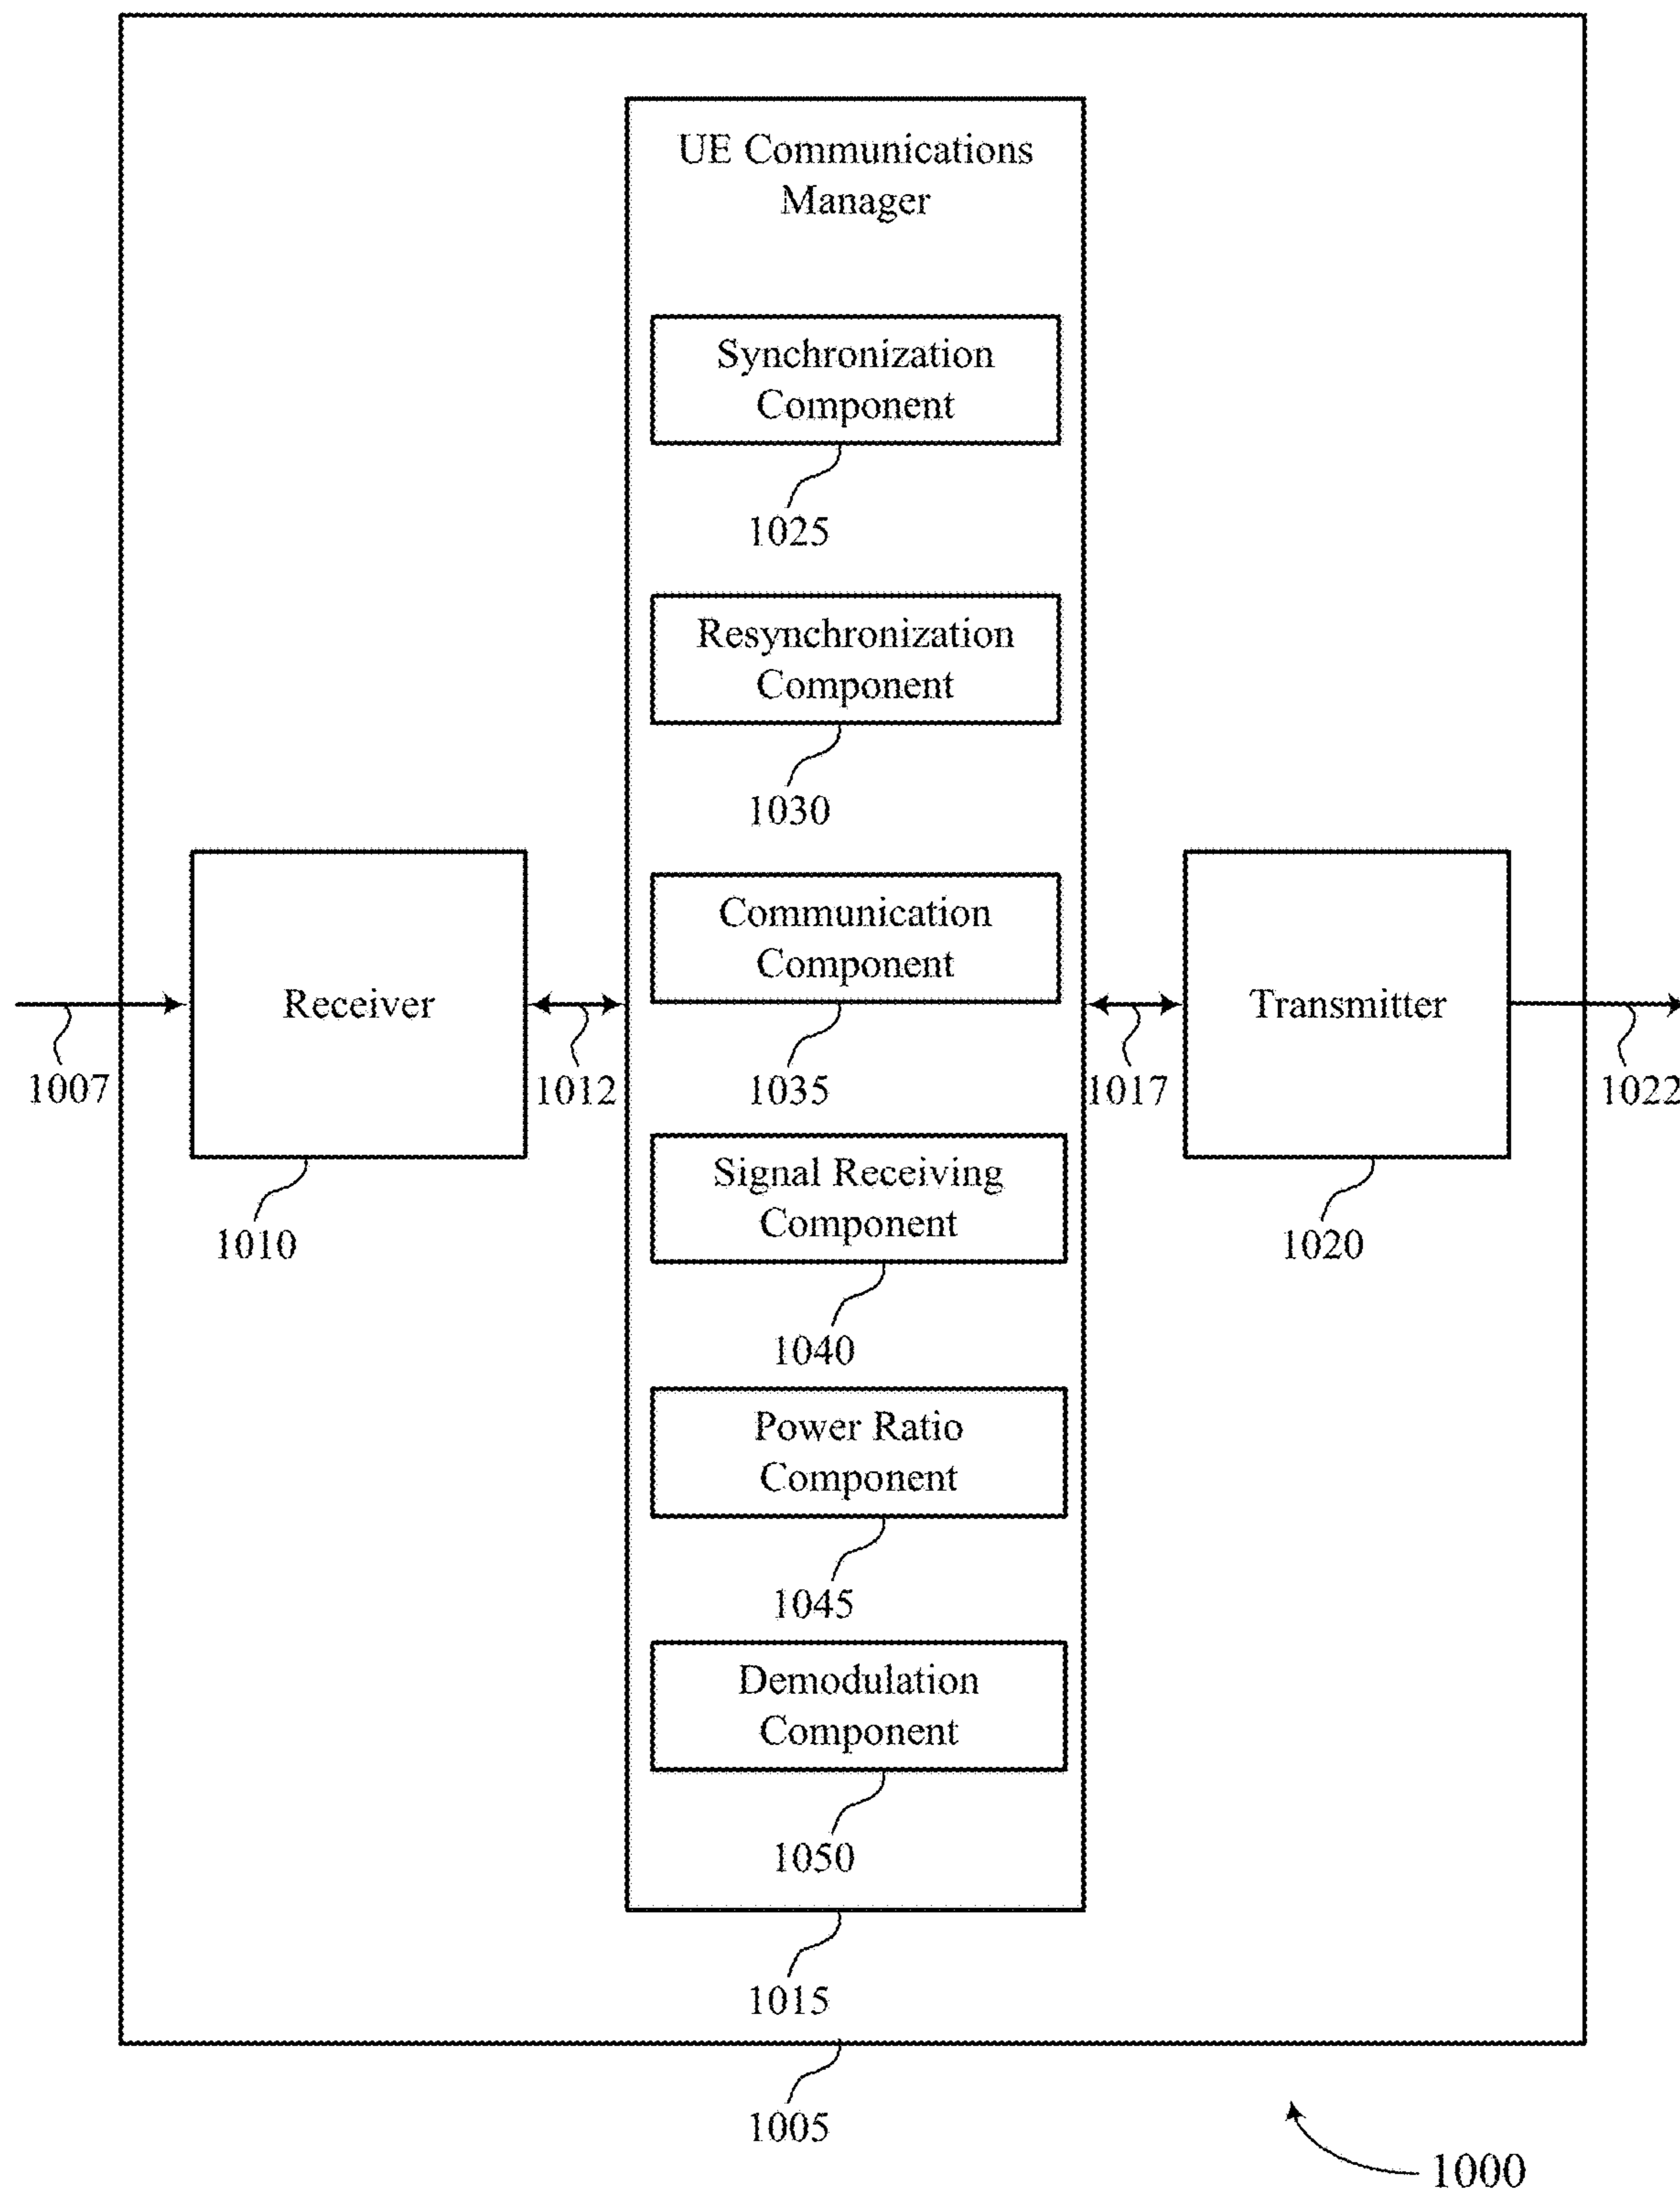 UE Communications
Manager
Synchronization
Component
1025
Resynchronization
Component
1030
Communication
Component
1035
Receiver
Transmitter
1007
1012
1017
1022
1010
1020
Signal Receiving
Component
1040
Power Ratio
Component
1045
Demodulation
Component
1050
1015
1005
1000